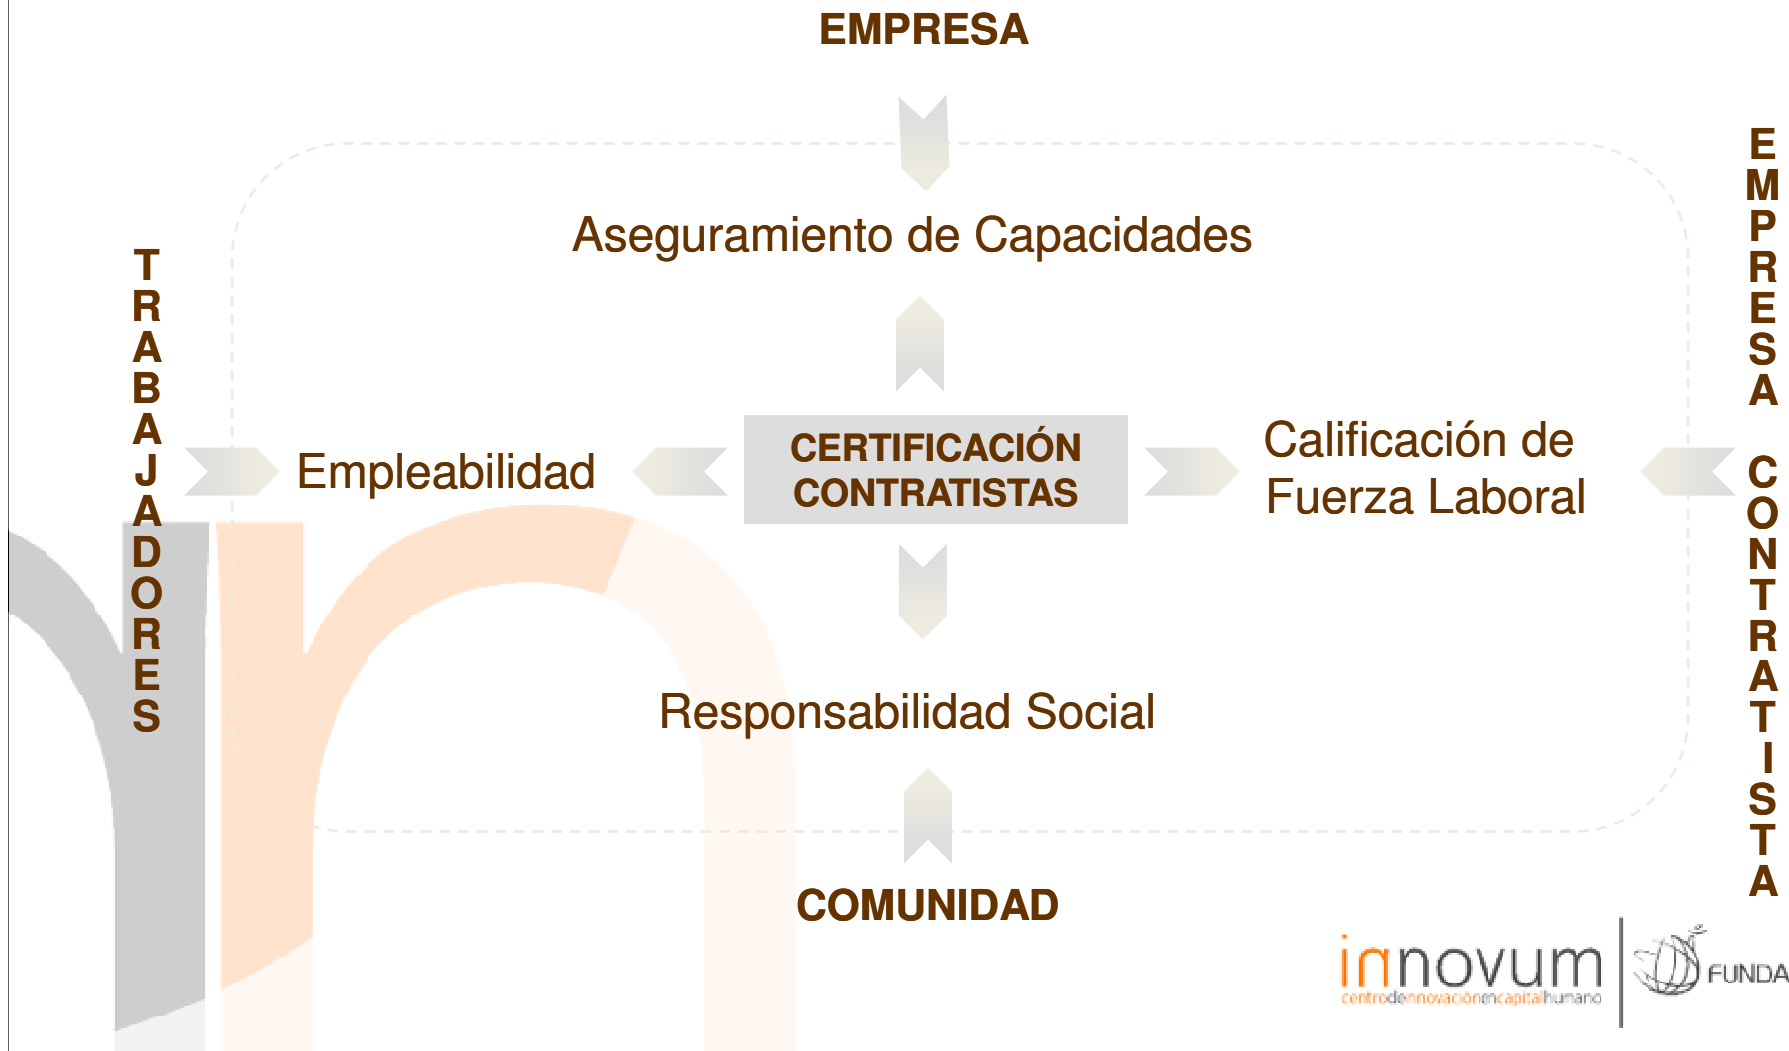 EMPRESA
Aseguramiento de Capacidades
TRABAJADORES
Empleabilidad
CERTIFICACIÓN
CONTRATISTAS
Calificación de
Fuerza Laboral
EMPRESA CONTRATISTA
Responsabilidad Social
COMUNIDAD
innovum
centrodeinnovaciónencapitalhumano
FUNDA